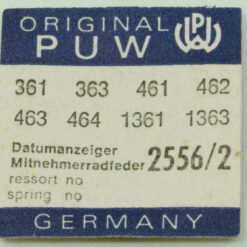 ORIGINAL
PUW
PUW
361 363 461 462
463 464 1361 1363
Datumanzeiger
Mitnehmerradfeder 2556/2
ressort no
spring no
GERMANY